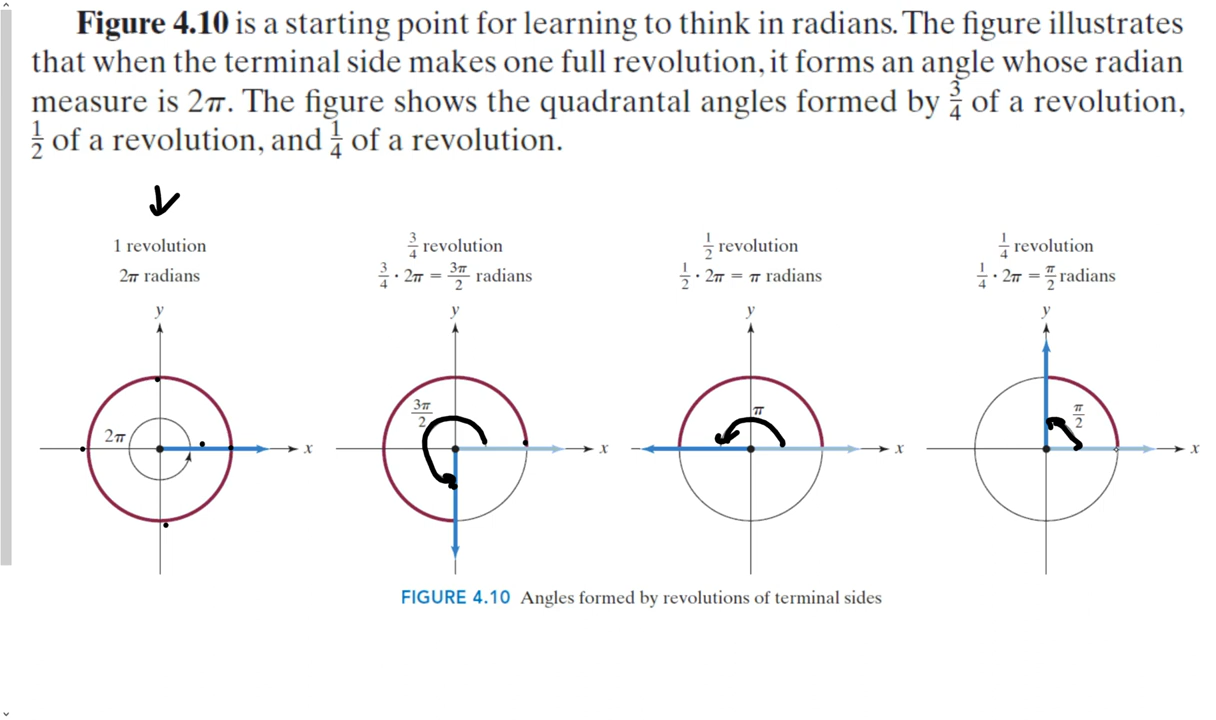 Figure 4.10 is a starting point for learning to think in radians. The figure illustrates
that when the terminal side makes one full revolution, it forms an angle whose radian
measure is 2π. The figure shows the quadrantal angles formed by 3/4 of a revolution,
1/2 of a revolution, and 1/4 of a revolution.
1 revolution
2π radians
y
2π
x
3/4 revolution
3/4 · 2π = 3π/2 radians
y
3π/2
x
1/2 revolution
1/2 · 2π = π radians
y
π
x
1/4 revolution
1/4 · 2π = π/2 radians
y
π/2
x
FIGURE 4.10 Angles formed by revolutions of terminal sides